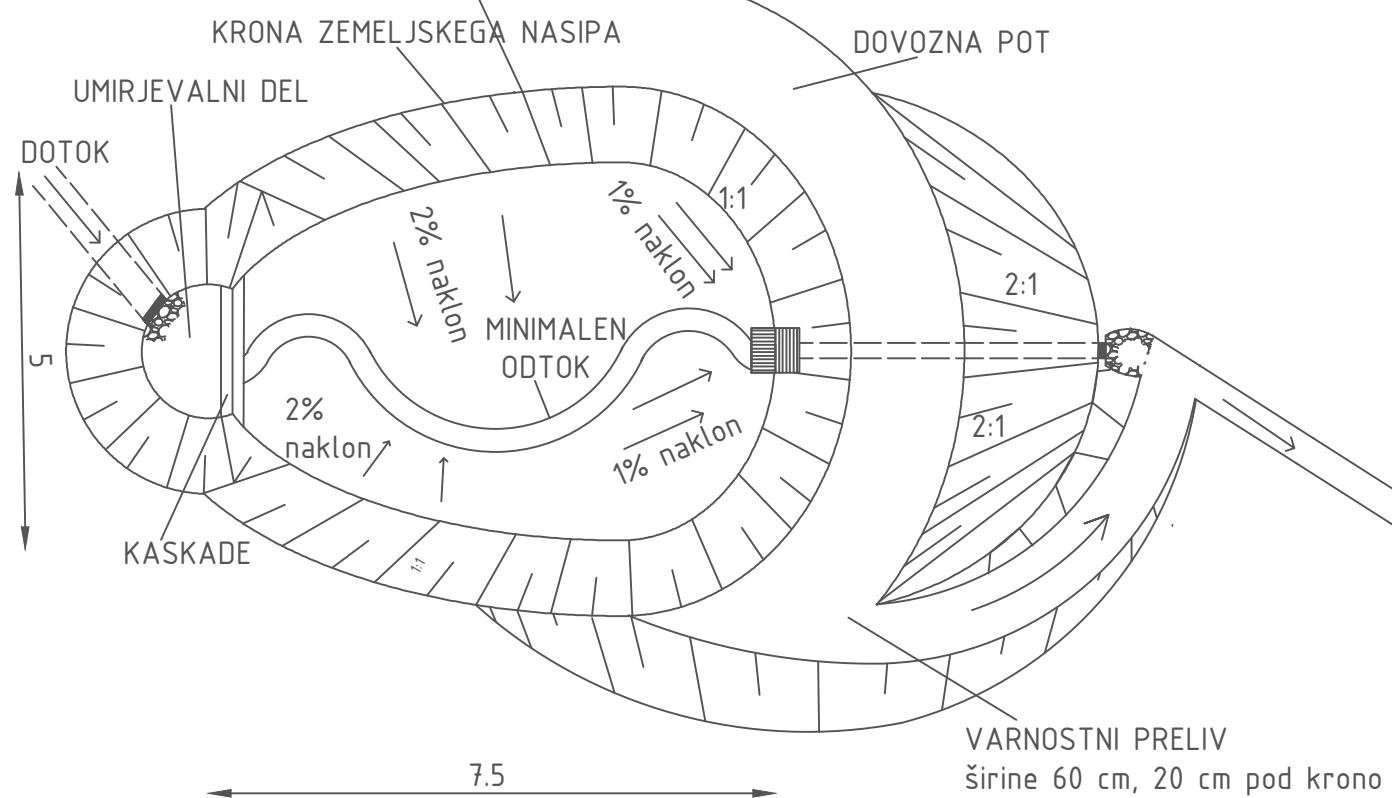 KRONA ZEMELJSKEGA NASIPA
DOVOZNA POT
UMIRJEVALNI DEL
DOTOK
1% naklon
1:1
2% naklon
2:1
MINIMALEN
ODTOK
5
2%
naklon
2:1
1% naklon
KASKADE
1:1
VARNOSTNI PRELIV
širine 60 cm, 20 cm pod krono
7.5